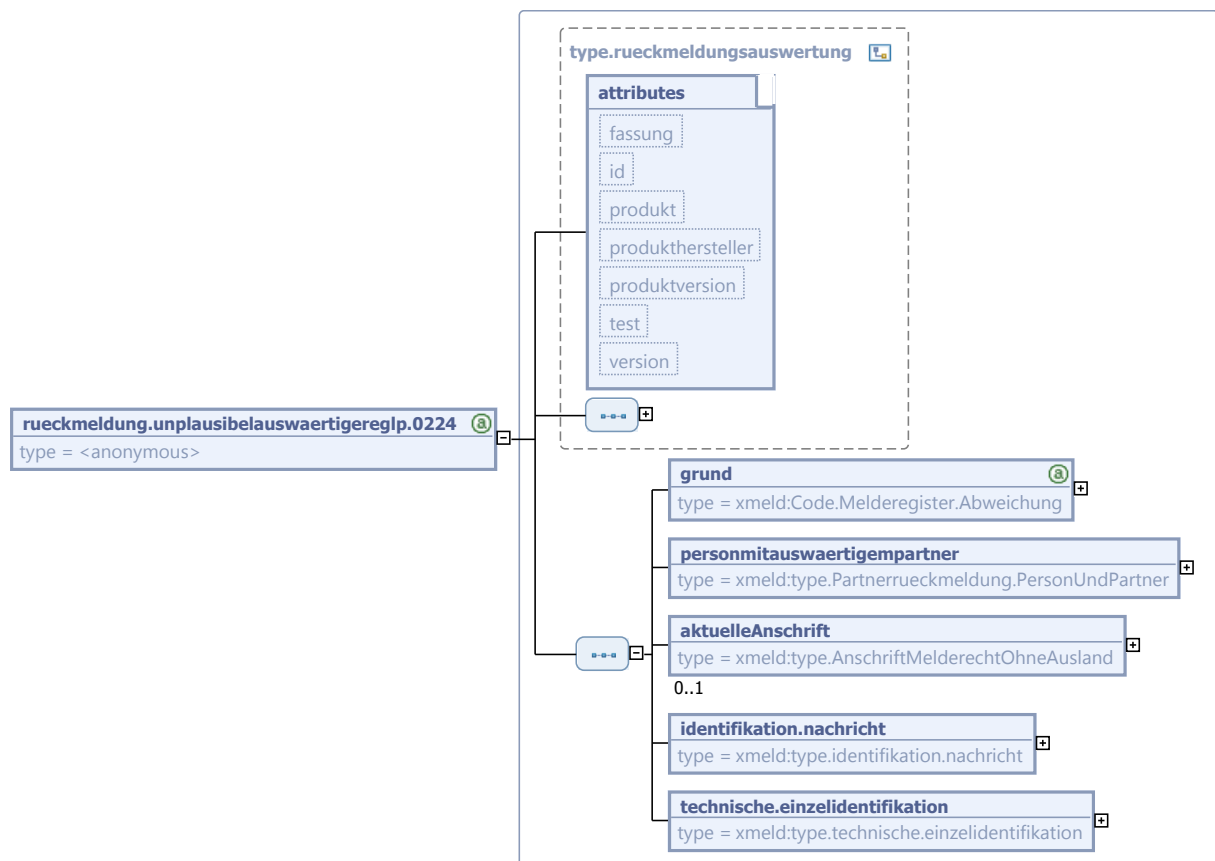 type.rueckmeldungsauswertung
attributes
fassung
id
produkt
produkthersteller
produktversion
test
version
rueckmeldung.unplausibelauswaertigereglp.0224 a
type = <anonymous>
grund a
type = xmeld:Code.Melderegister.Abweichung
personmitauswaertigempartner
type = xmeld:type.Partnerrueckmeldung.PersonUndPartner
aktuelleAnschrift
type = xmeld:type.AnschriftMelderechtOhneAusland
0..1
identifikation.nachricht
type = xmeld:type.identifikation.nachricht
technische.einzelidentifikation
type = xmeld:type.technische.einzelidentifikation